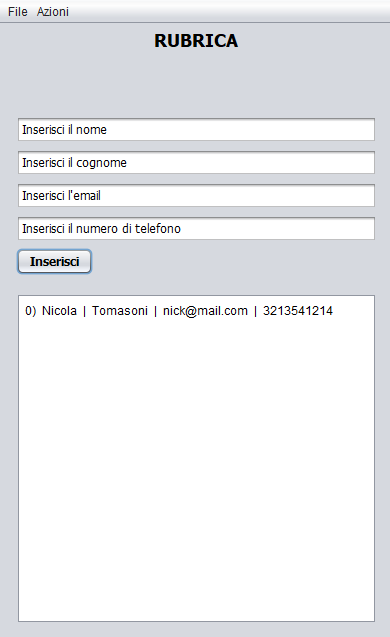 File Azioni
RUBRICA
Inserisci il nome
Inserisci il cognome
Inserisci l'email
Inserisci il numero di telefono
Inserisci
0) Nicola | Tomasoni | nick@mail.com | 3213541214